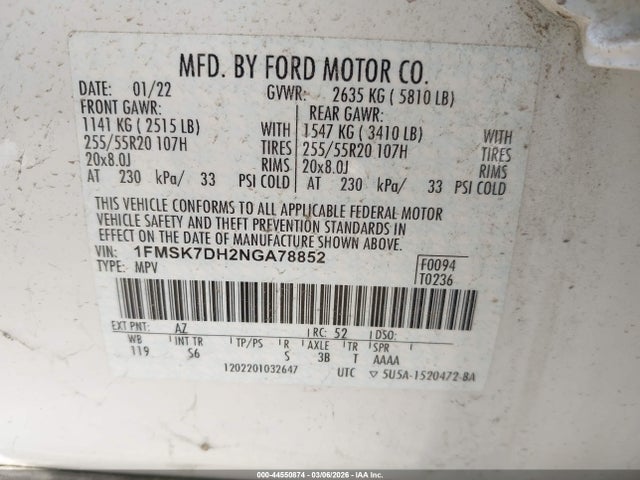 MFD. BY FORD MOTOR CO.
DATE: 01/22 GVWR: 2635 KG ( 5810 LB)
FRONT GAWR: REAR GAWR:
1141 KG ( 2515 LB) WITH 1547 KG ( 3410 LB) WITH
255/55R20 107H TIRES 255/55R20 107H TIRES
20x8.0J RIMS 20x8.0J RIMS
AT 230 kPa/ 33 PSI COLD AT 230 kPa/ 33 PSI COLD
THIS VEHICLE CONFORMS TO ALL APPLICABLE FEDERAL MOTOR
VEHICLE SAFETY AND THEFT PREVENTION STANDARDS IN
EFFECT ON THE DATE OF MANUFACTURE SHOWN ABOVE.
VIN: 1FMSK7DH2NGA78852 F0094
TYPE: MPV T0236
EXT PNT: AZ RC: 52 DSO:
WB INT TR TP/PS R AXLE TR SPR
119 S6 S 3B T AAAA
1202201032647 UTC ▽ 5U5A-1520472-BA
000-44550874 - 03/06/2026 - IAA, Inc.